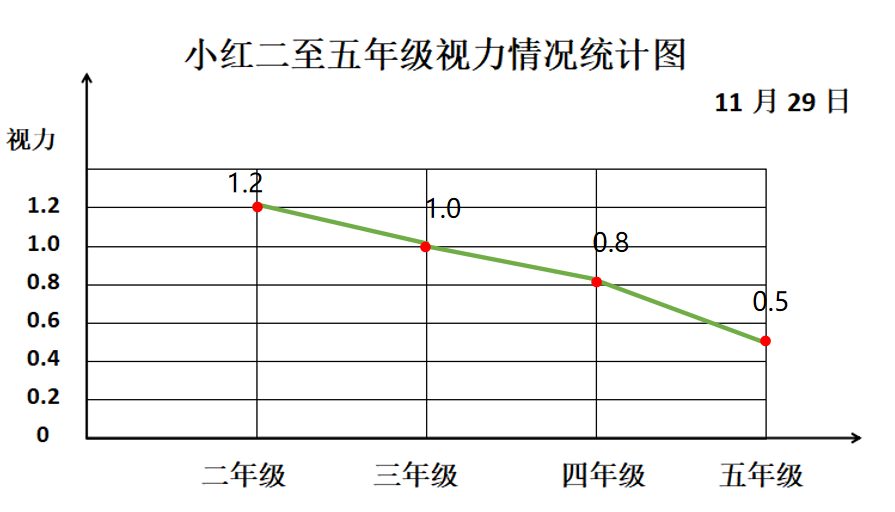 小红二至五年级视力情况统计图
11 月 29 日
视力
1.2
1.0
0.8
0.5
1.2
1.0
0.8
0.6
0.4
0.2
0
二年级
三年级
四年级
五年级